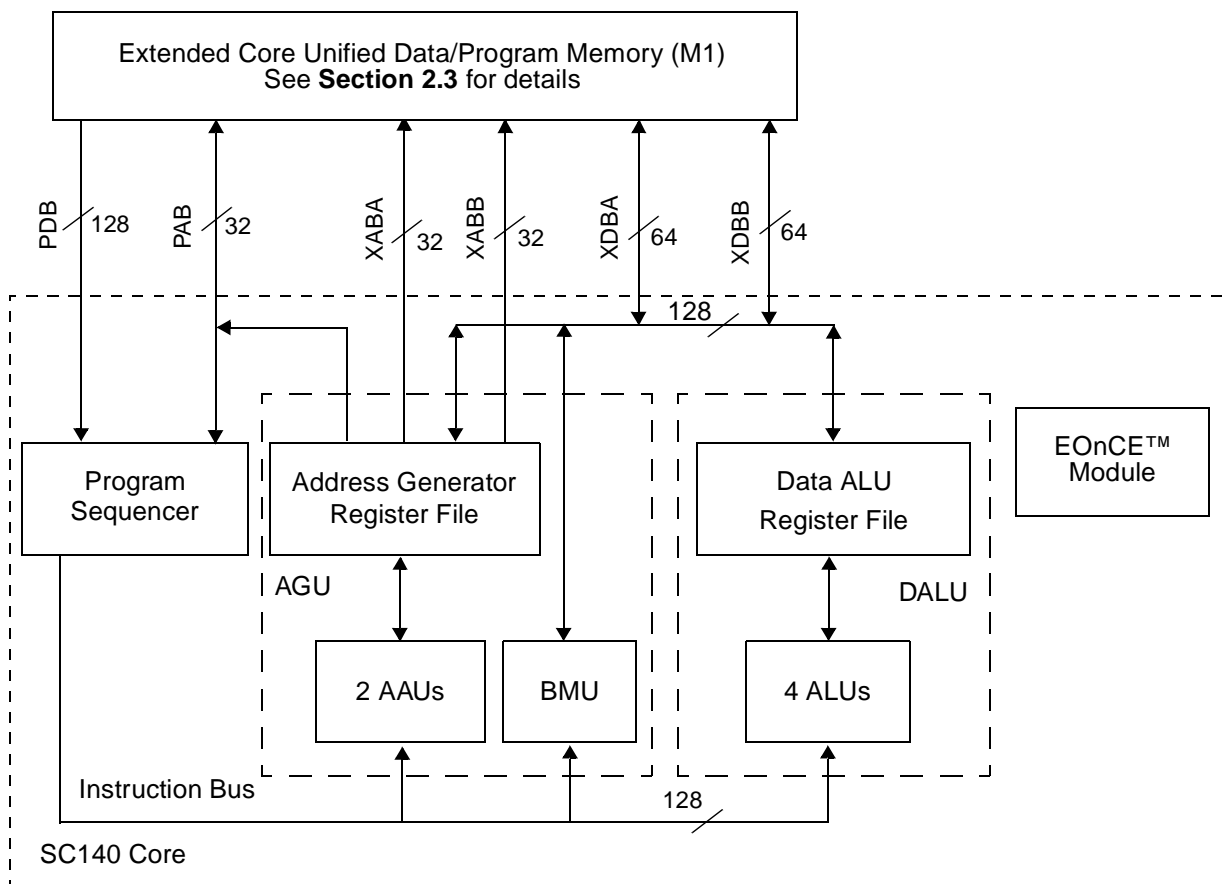 Extended Core Unified Data/Program Memory (M1)
See Section 2.3 for details
PDB
128
PAB
32
XABA
32
XABB
32
XDBA
64
XDBB
64
128
Program
Sequencer
Address Generator
Register File
Data ALU
Register File
EOnCE™
Module
AGU
DALU
2 AAUs
BMU
4 ALUs
Instruction Bus
128
SC140 Core